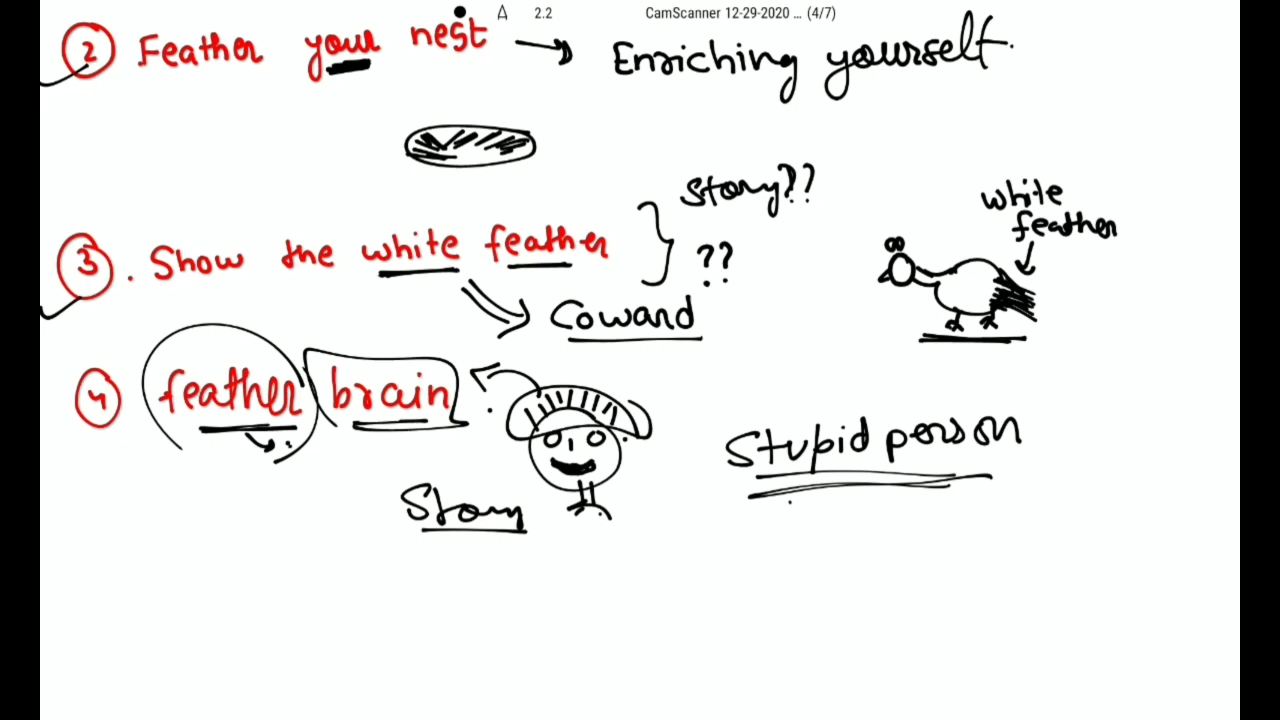 A 2.2 CamScanner 12-29-2020 ... (4/7)
2 Feather your nest → Enriching yourself.
Story??
white
feather
3. Show the white feather
??
Coward
4 feather brain
Stupid person
Story